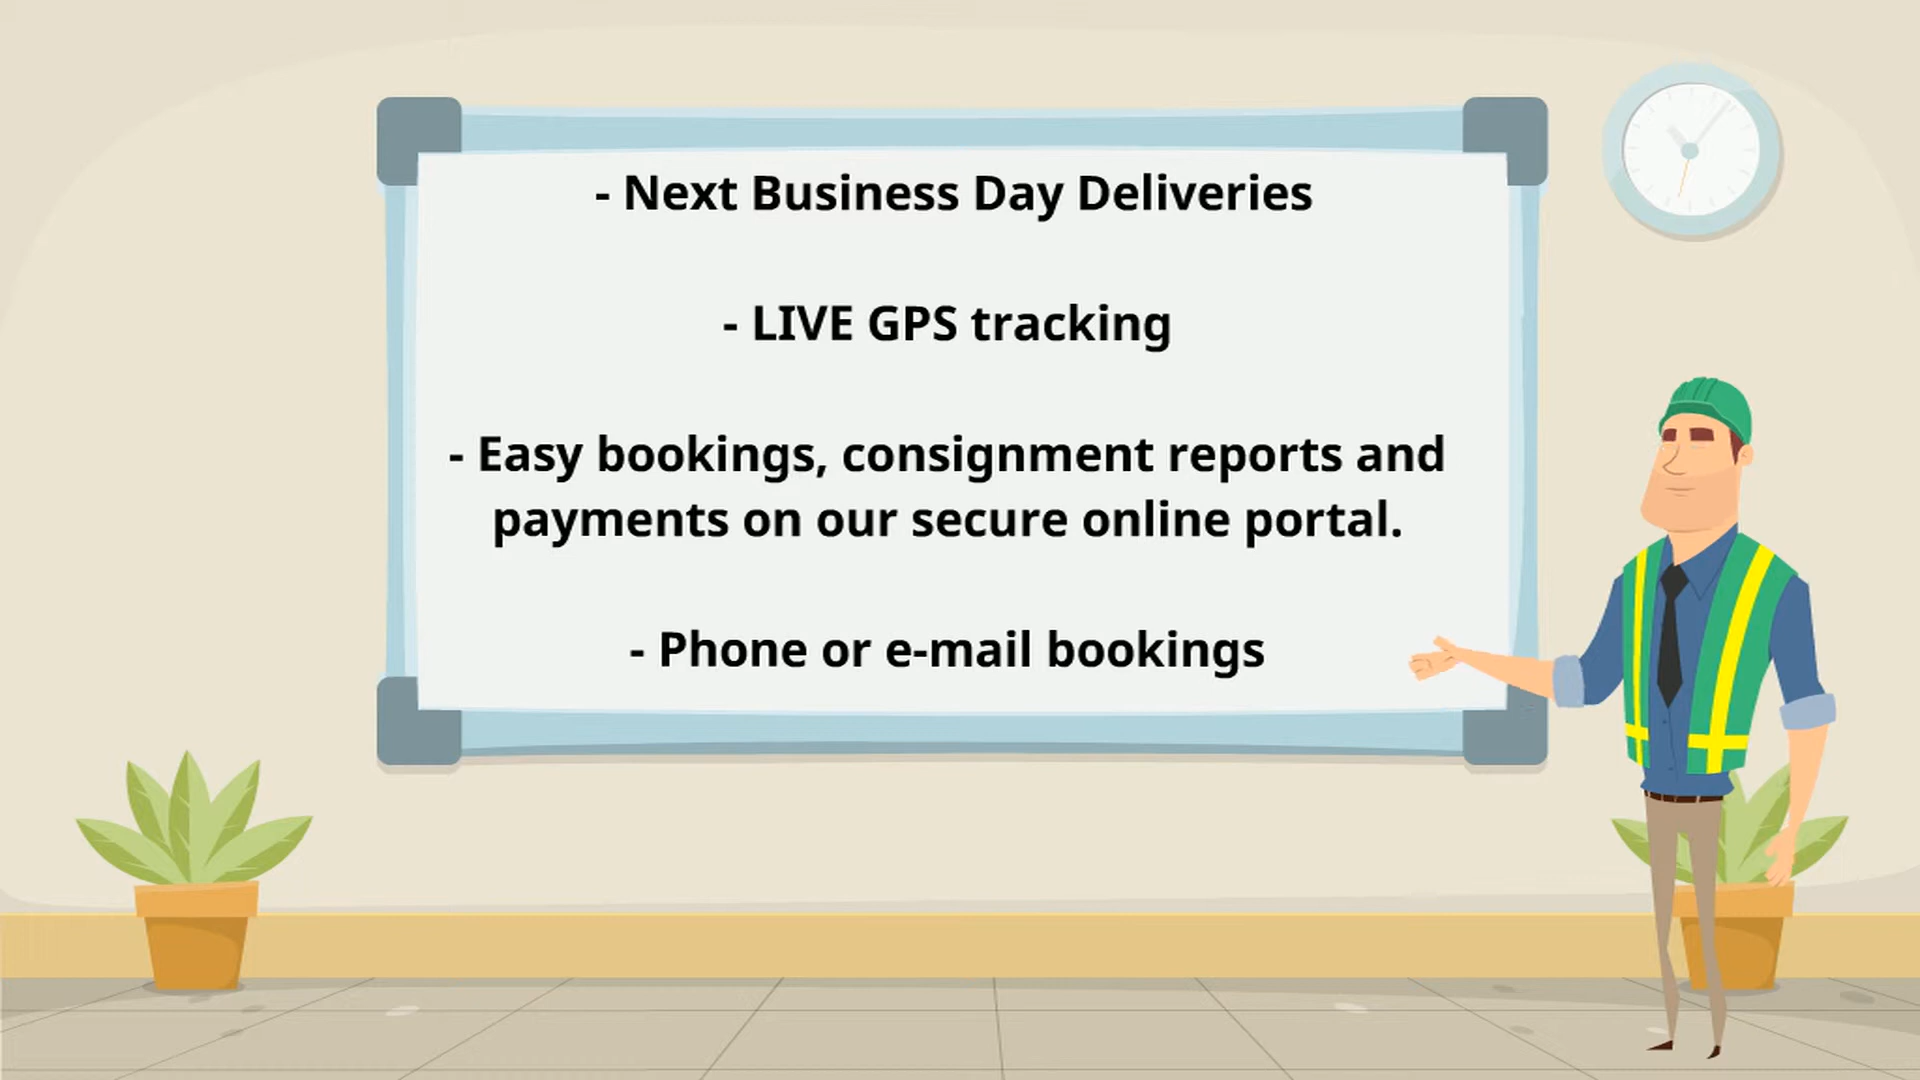 - Next Business Day Deliveries
- LIVE GPS tracking
- Easy bookings, consignment reports and
payments on our secure online portal.
- Phone or e-mail bookings